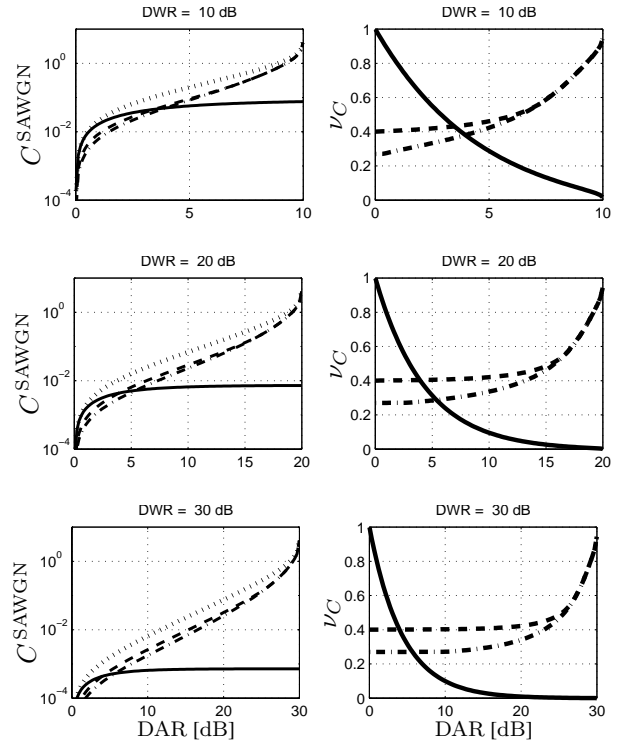 DWR = 10 dB
C^SAWGN
10^0
10^-2
10^-4
0 5 10
DWR = 10 dB
ν_C
1
0.8
0.6
0.4
0.2
0
0 5 10
DWR = 20 dB
C^SAWGN
10^0
10^-2
10^-4
0 5 10 15 20
DWR = 20 dB
ν_C
1
0.8
0.6
0.4
0.2
0
0 5 10 15 20
DWR = 30 dB
C^SAWGN
10^0
10^-2
10^-4
0 10 20 30
DAR [dB]
DWR = 30 dB
ν_C
1
0.8
0.6
0.4
0.2
0
0 10 20 30
DAR [dB]